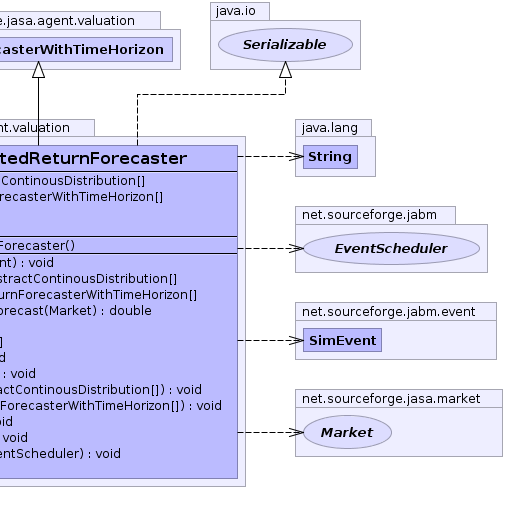 e.jasa.agent.valuation
casterWithTimeHorizon
java.io
Serializable
nt.valuation
tedReturnForecaster
ContinousDistribution[]
recasterWithTimeHorizon[]
Forecaster()
nt) : void
stractContinousDistribution[]
urnForecasterWithTimeHorizon[]
orecast(Market) : double
]
d
: void
actContinousDistribution[]) : void
ForecasterWithTimeHorizon[]) : void
oid
void
entScheduler) : void
java.lang
String
net.sourceforge.jabm
EventScheduler
net.sourceforge.jabm.event
SimEvent
net.sourceforge.jasa.market
Market